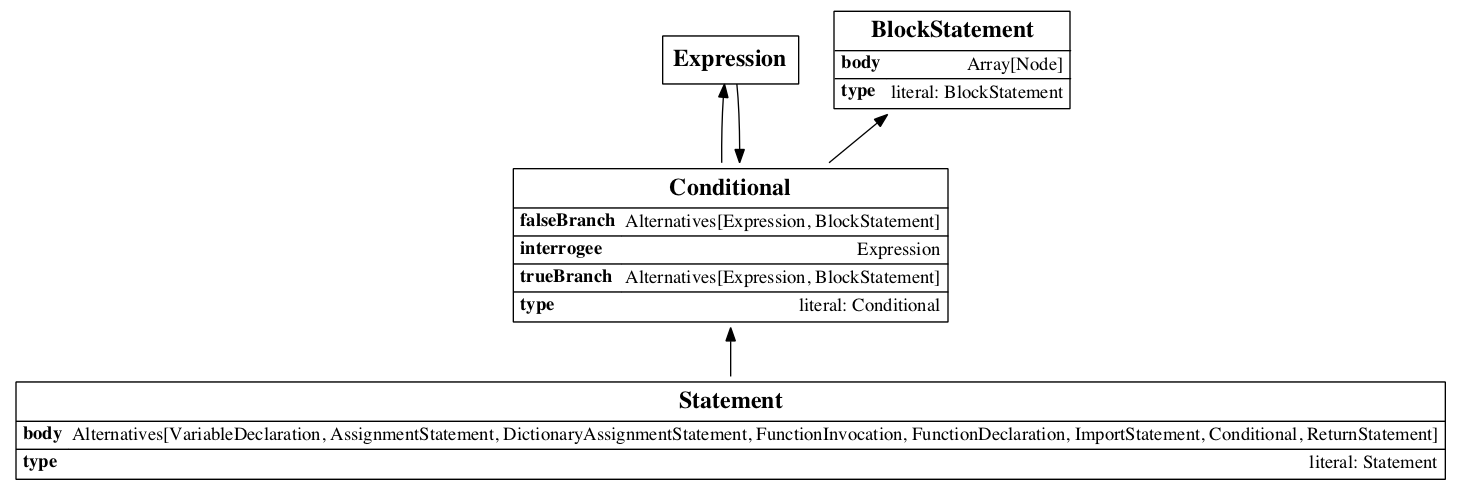 Expression
BlockStatement
body Array[Node]
type literal: BlockStatement
Conditional
falseBranch Alternatives[Expression, BlockStatement]
interrogee Expression
trueBranch Alternatives[Expression, BlockStatement]
type literal: Conditional
Statement
body Alternatives[VariableDeclaration, AssignmentStatement, DictionaryAssignmentStatement, FunctionInvocation, FunctionDeclaration, ImportStatement, Conditional, ReturnStatement]
type literal: Statement